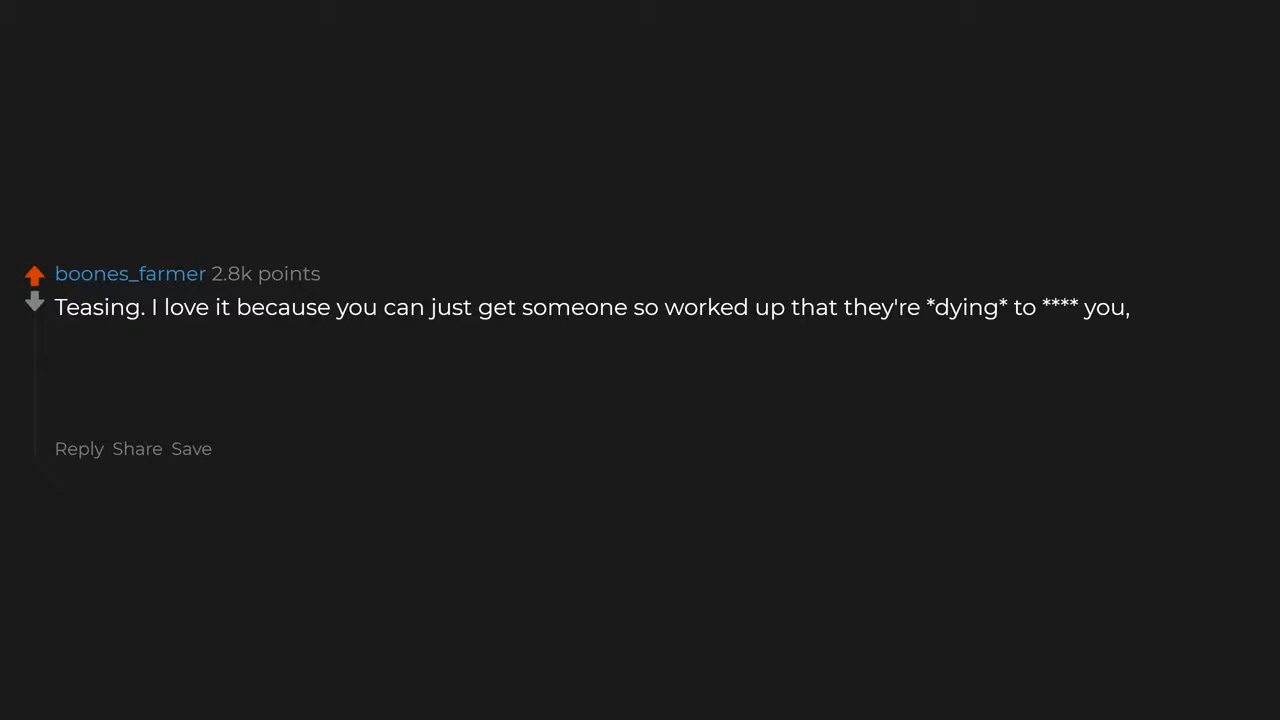 boones_farmer 2.8k points
Teasing. I love it because you can just get someone so worked up that they're *dying* to **** you,
Reply Share Save